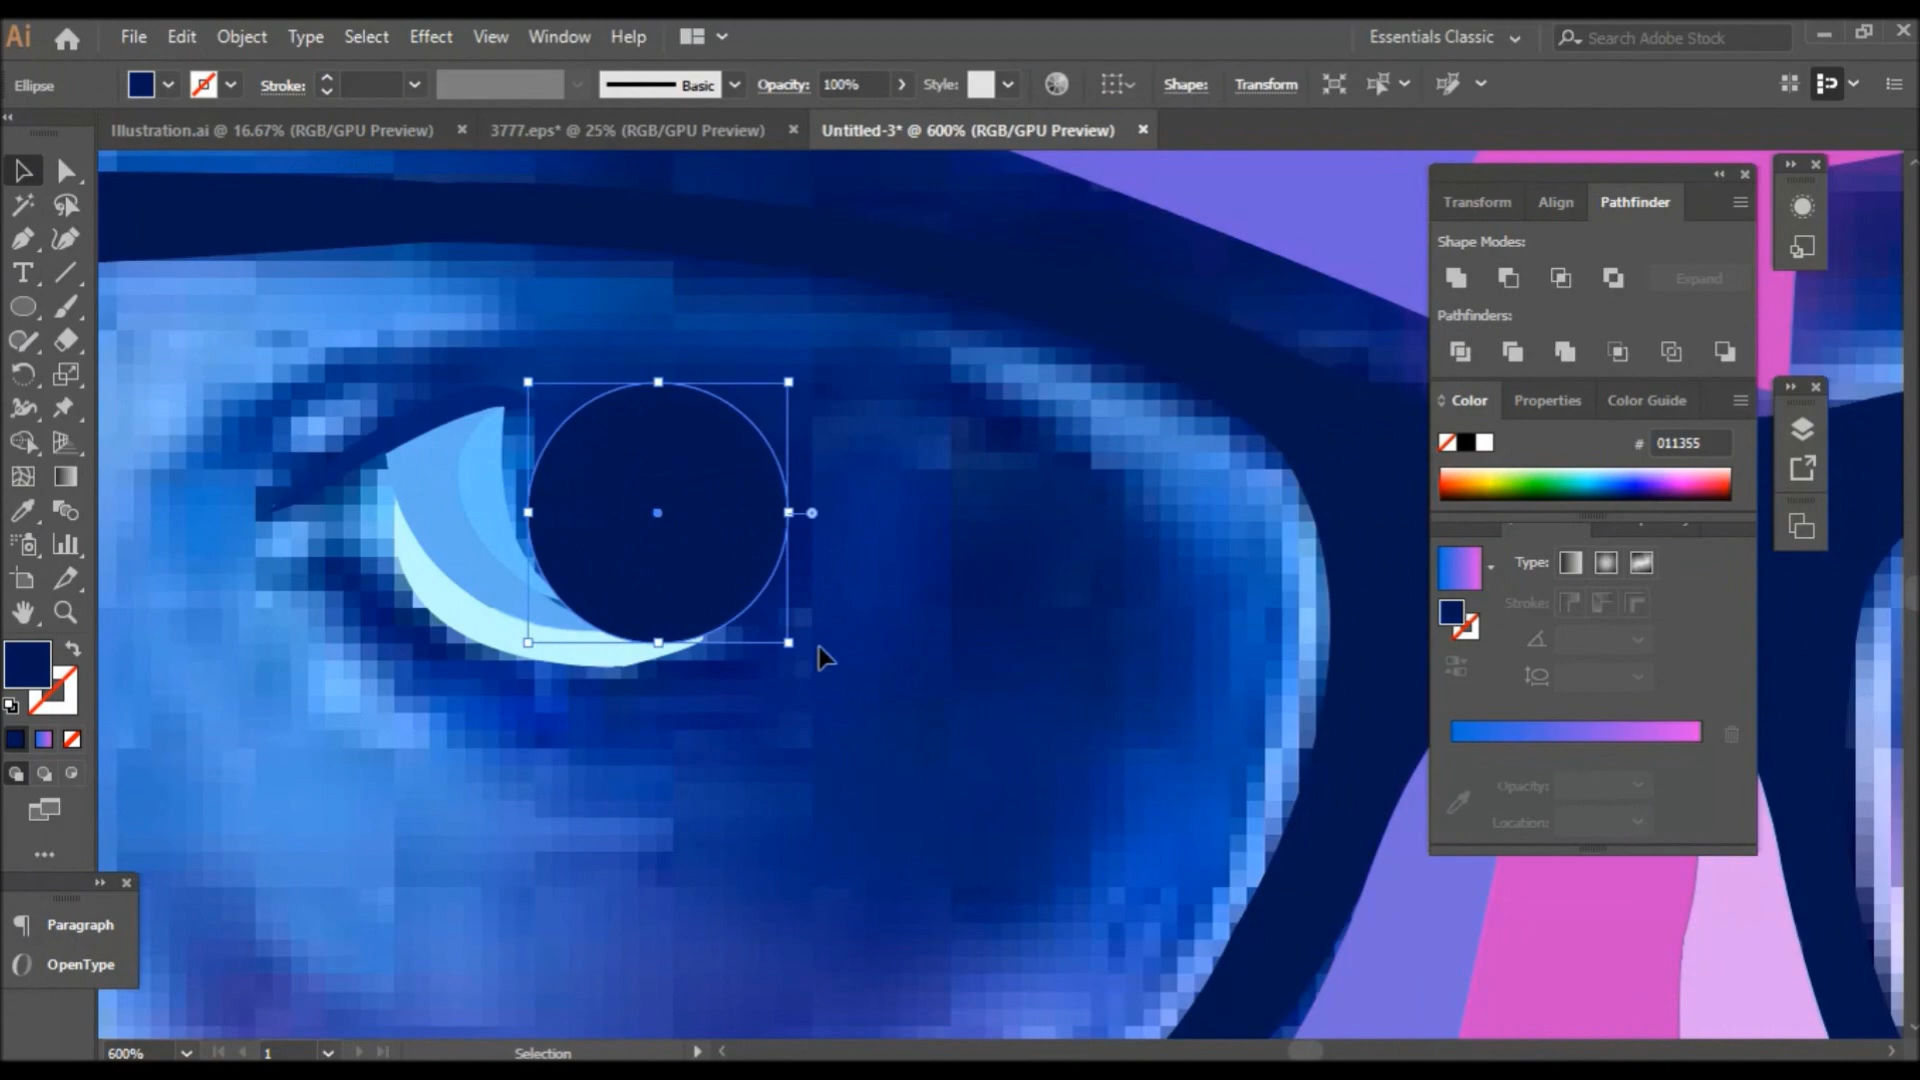 Ai File Edit Object Type Select Effect View Window Help Essentials Classic Search Adobe Stock
Ellipse Stroke: Basic Opacity: 100% Style: Shape: Transform
Illustration.ai @ 16.67% (RGB/GPU Preview) 3777.eps* @ 25% (RGB/GPU Preview) Untitled-3* @ 600% (RGB/GPU Preview)
Transform Align Pathfinder
Shape Modes:
Expand
Pathfinders:
Color Properties Color Guide
# 011355
Type:
Stroke:
Opacity:
Location:
Paragraph
OpenType
600% 1 Selection